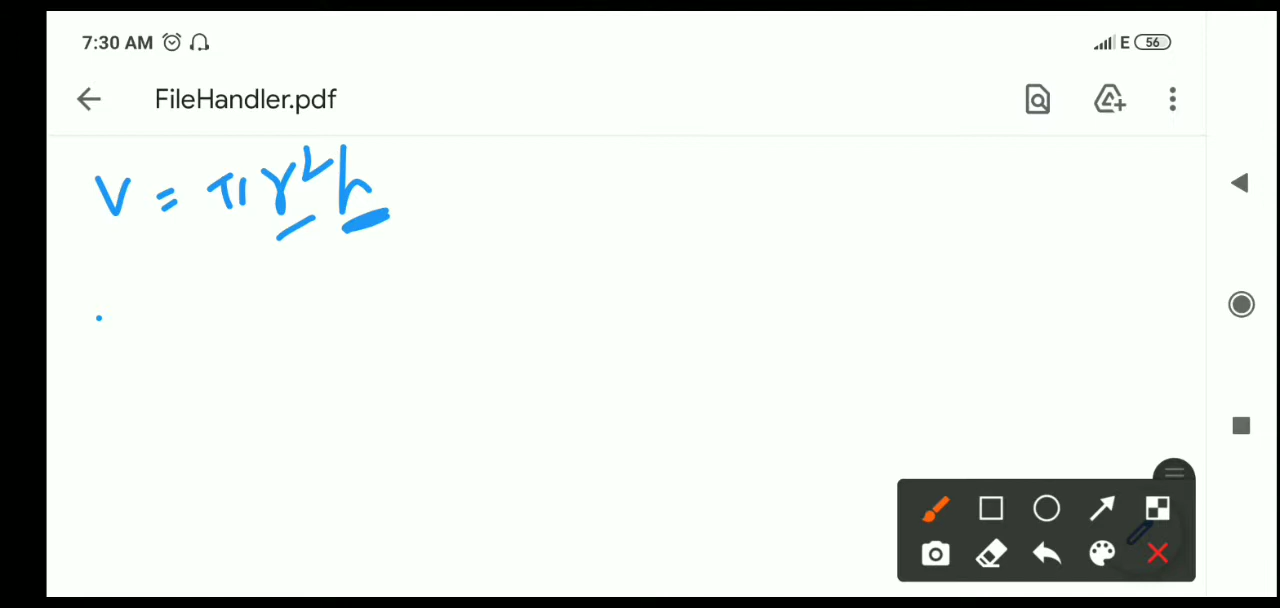 7:30 AM E 56
FileHandler.pdf
V = πr²h